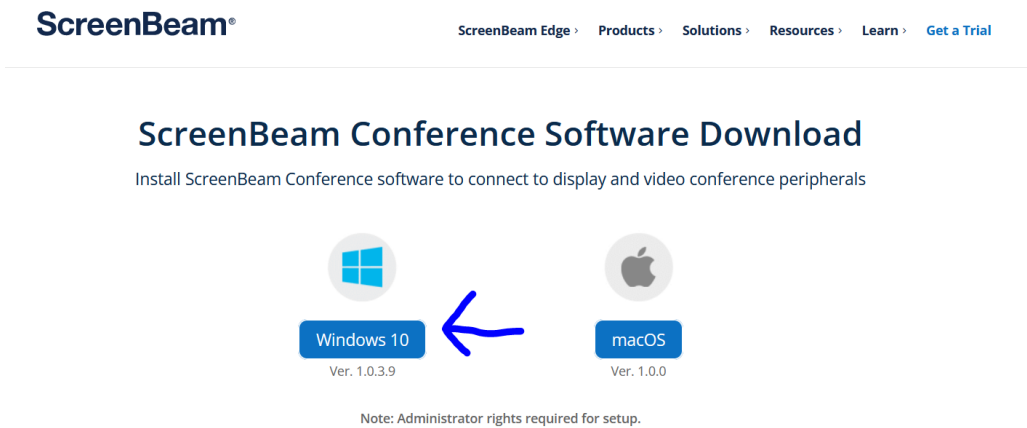 ScreenBeam®
ScreenBeam Edge › Products › Solutions › Resources › Learn › Get a Trial
ScreenBeam Conference Software Download
Install ScreenBeam Conference software to connect to display and video conference peripherals
Windows 10 macOS
Ver. 1.0.3.9 Ver. 1.0.0
Note: Administrator rights required for setup.